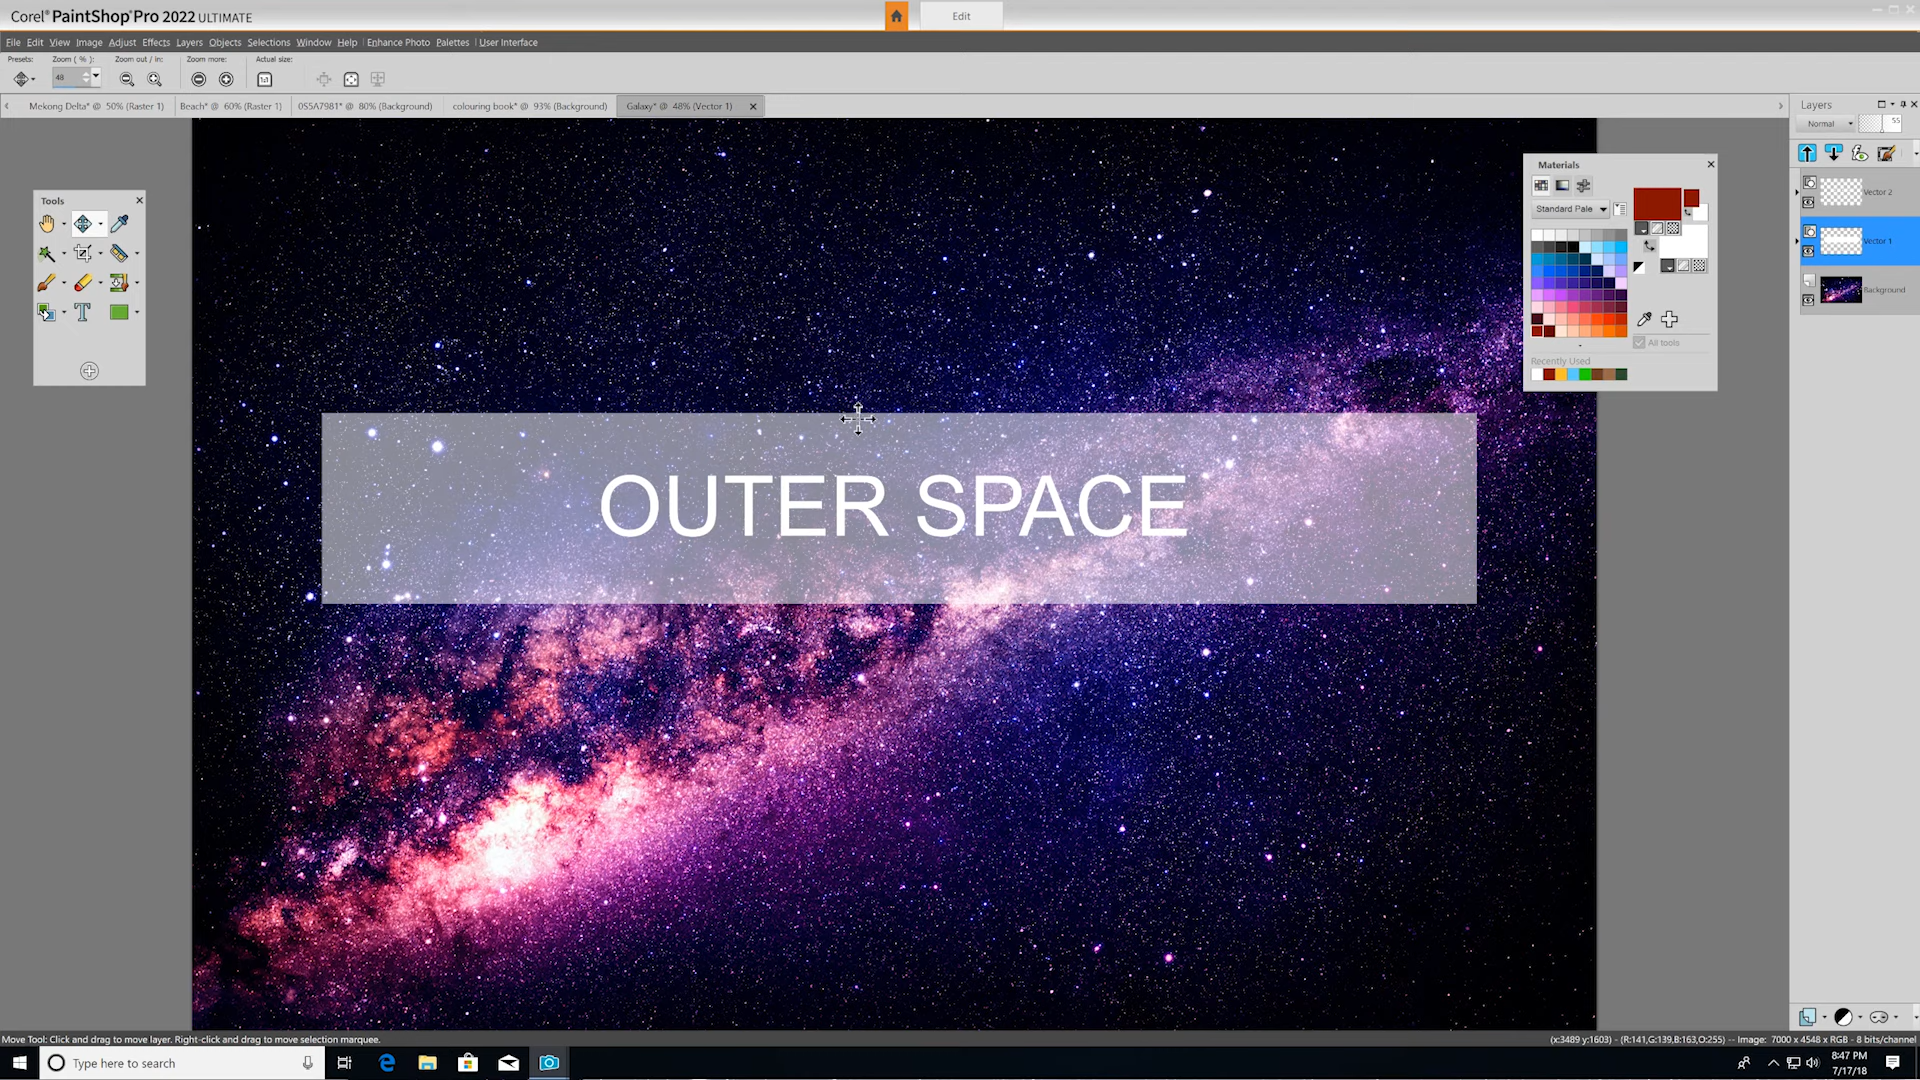 Corel® PaintShop® Pro 2022 ULTIMATE
Edit
File Edit View Image Adjust Effects Layers Objects Selections Window Help Enhance Photo Palettes User Interface
Presets: Zoom ( % ): Zoom out / In: Zoom more: Actual size:
48
1:1
Mekong Delta* @ 50% (Raster 1)
Beach* @ 60% (Raster 1)
0S5A7981* @ 80% (Background)
colouring book* @ 93% (Background)
Galaxy* @ 48% (Vector 1)
Layers
Normal
55
Vector 2
Vector 1
Background
Tools
Materials
Standard Pale
All tools
Recently Used
OUTER SPACE
Move Tool: Click and drag to move layer. Right-click and drag to move selection marquee.
(x:3489 y:1603) - (R:141,G:139,B:163,O:255) -- Image: 7000 x 4548 x RGB - 8 bits/channel
Type here to search
8:47 PM
7/17/18